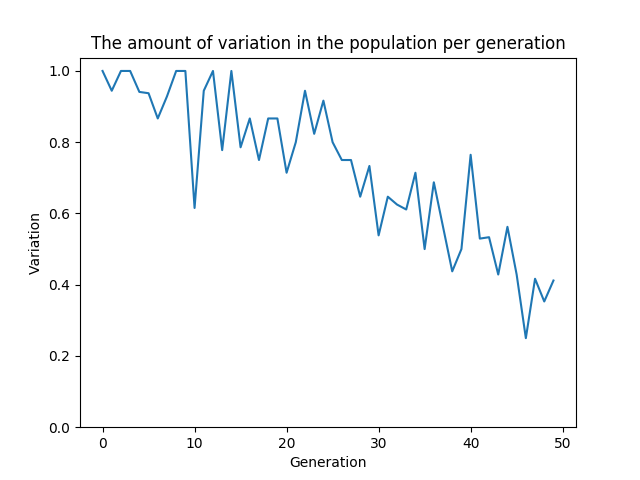 The amount of variation in the population per generation
1.0
0.8
0.6
0.4
0.2
0.0
Variation
0 10 20 30 40 50
Generation